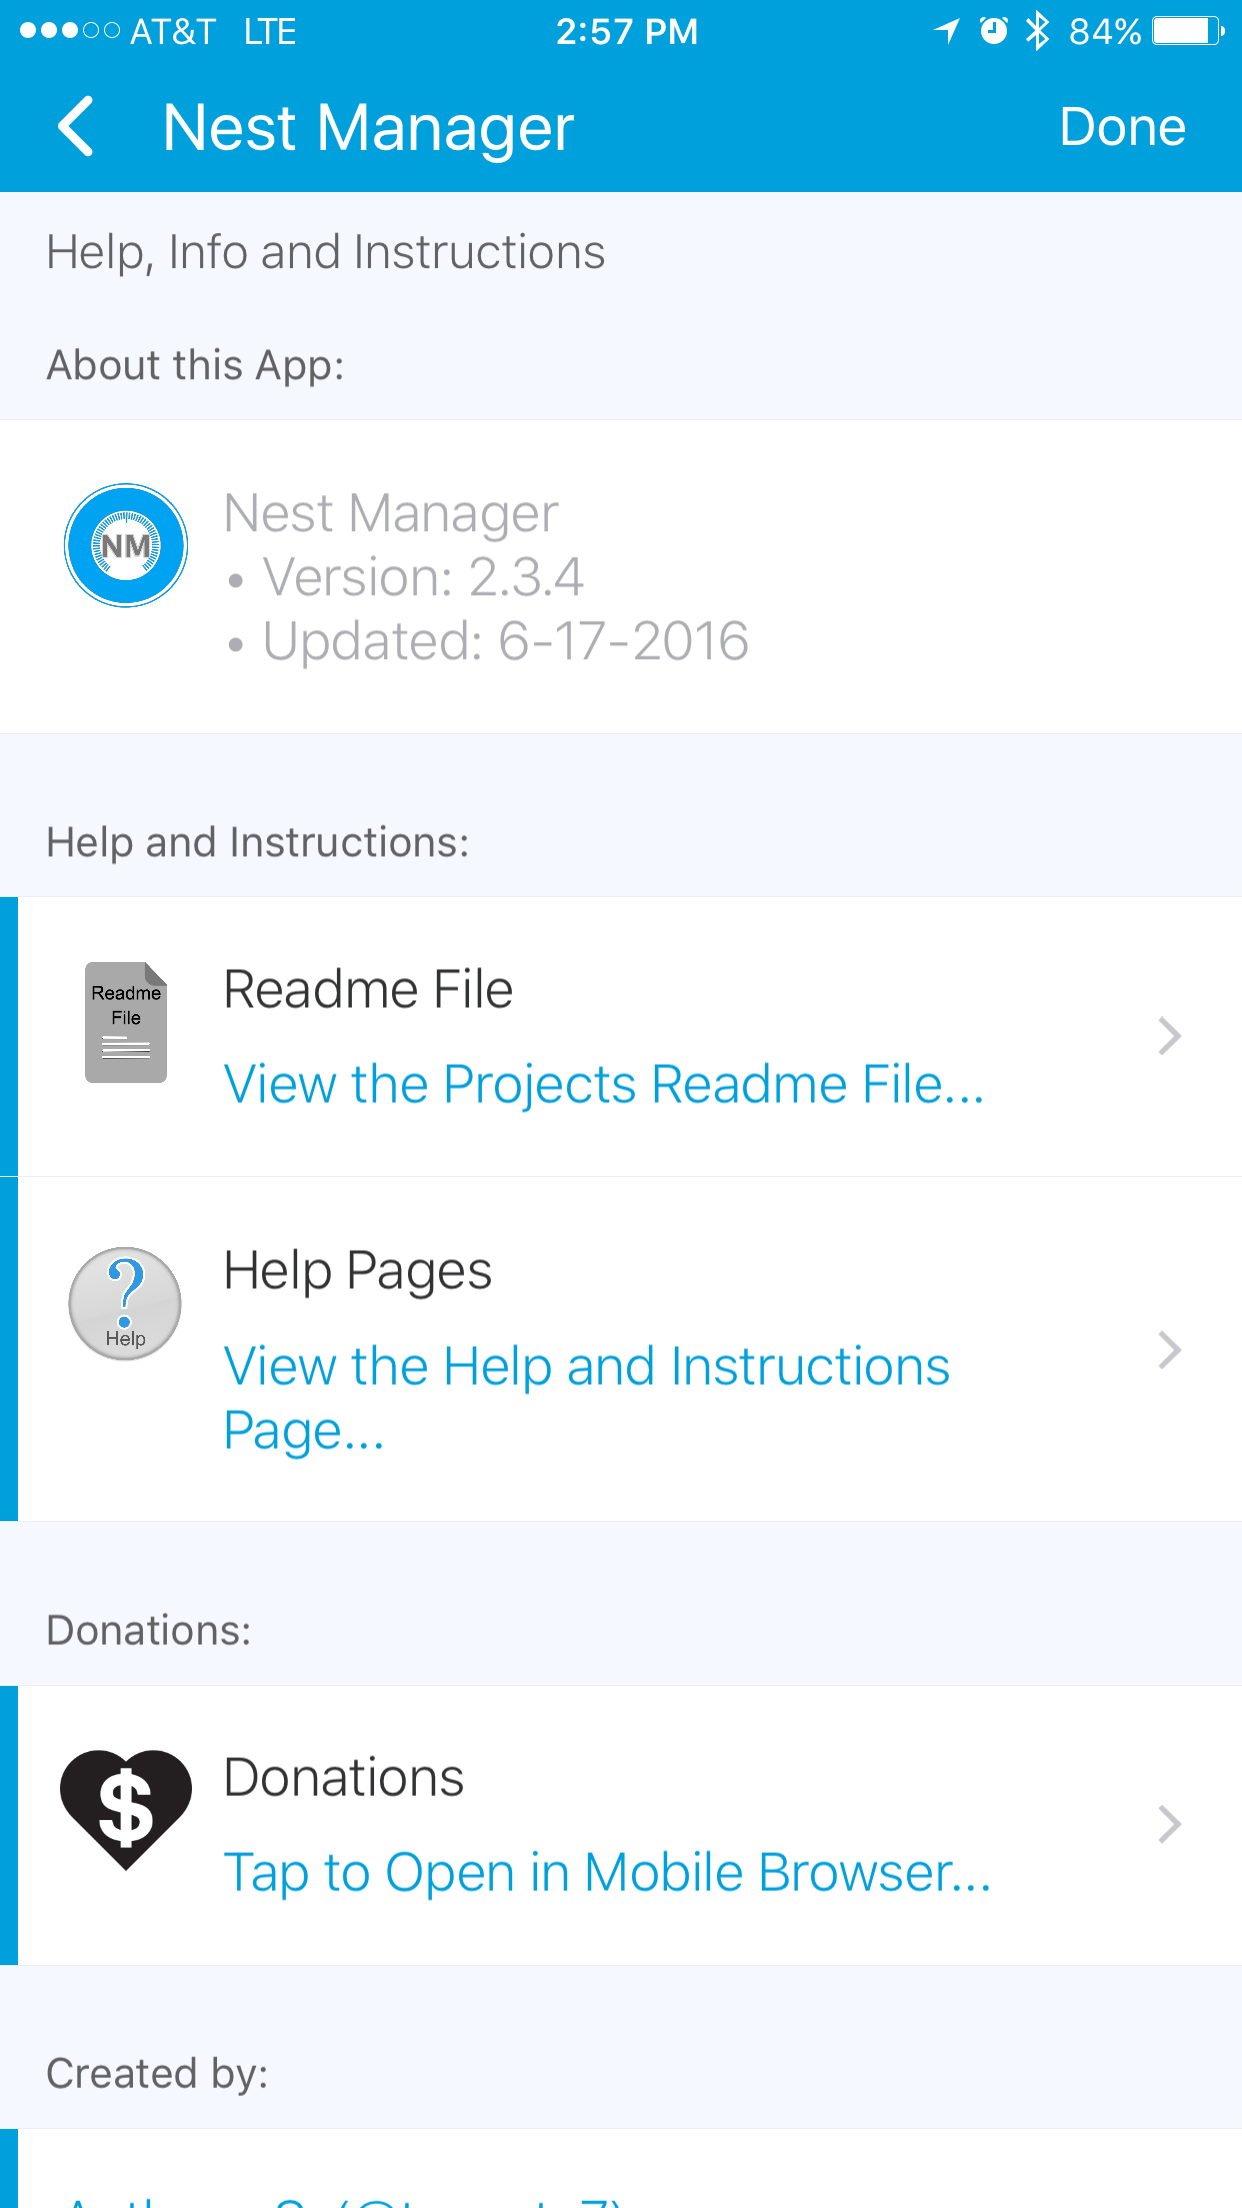 AT&T LTE 2:57 PM 84%
Nest Manager Done
Help, Info and Instructions
About this App:
NM
Nest Manager
• Version: 2.3.4
• Updated: 6-17-2016
Help and Instructions:
Readme
File
Readme File
View the Projects Readme File...
?
Help
Help Pages
View the Help and Instructions
Page...
Donations:
$
Donations
Tap to Open in Mobile Browser...
Created by: